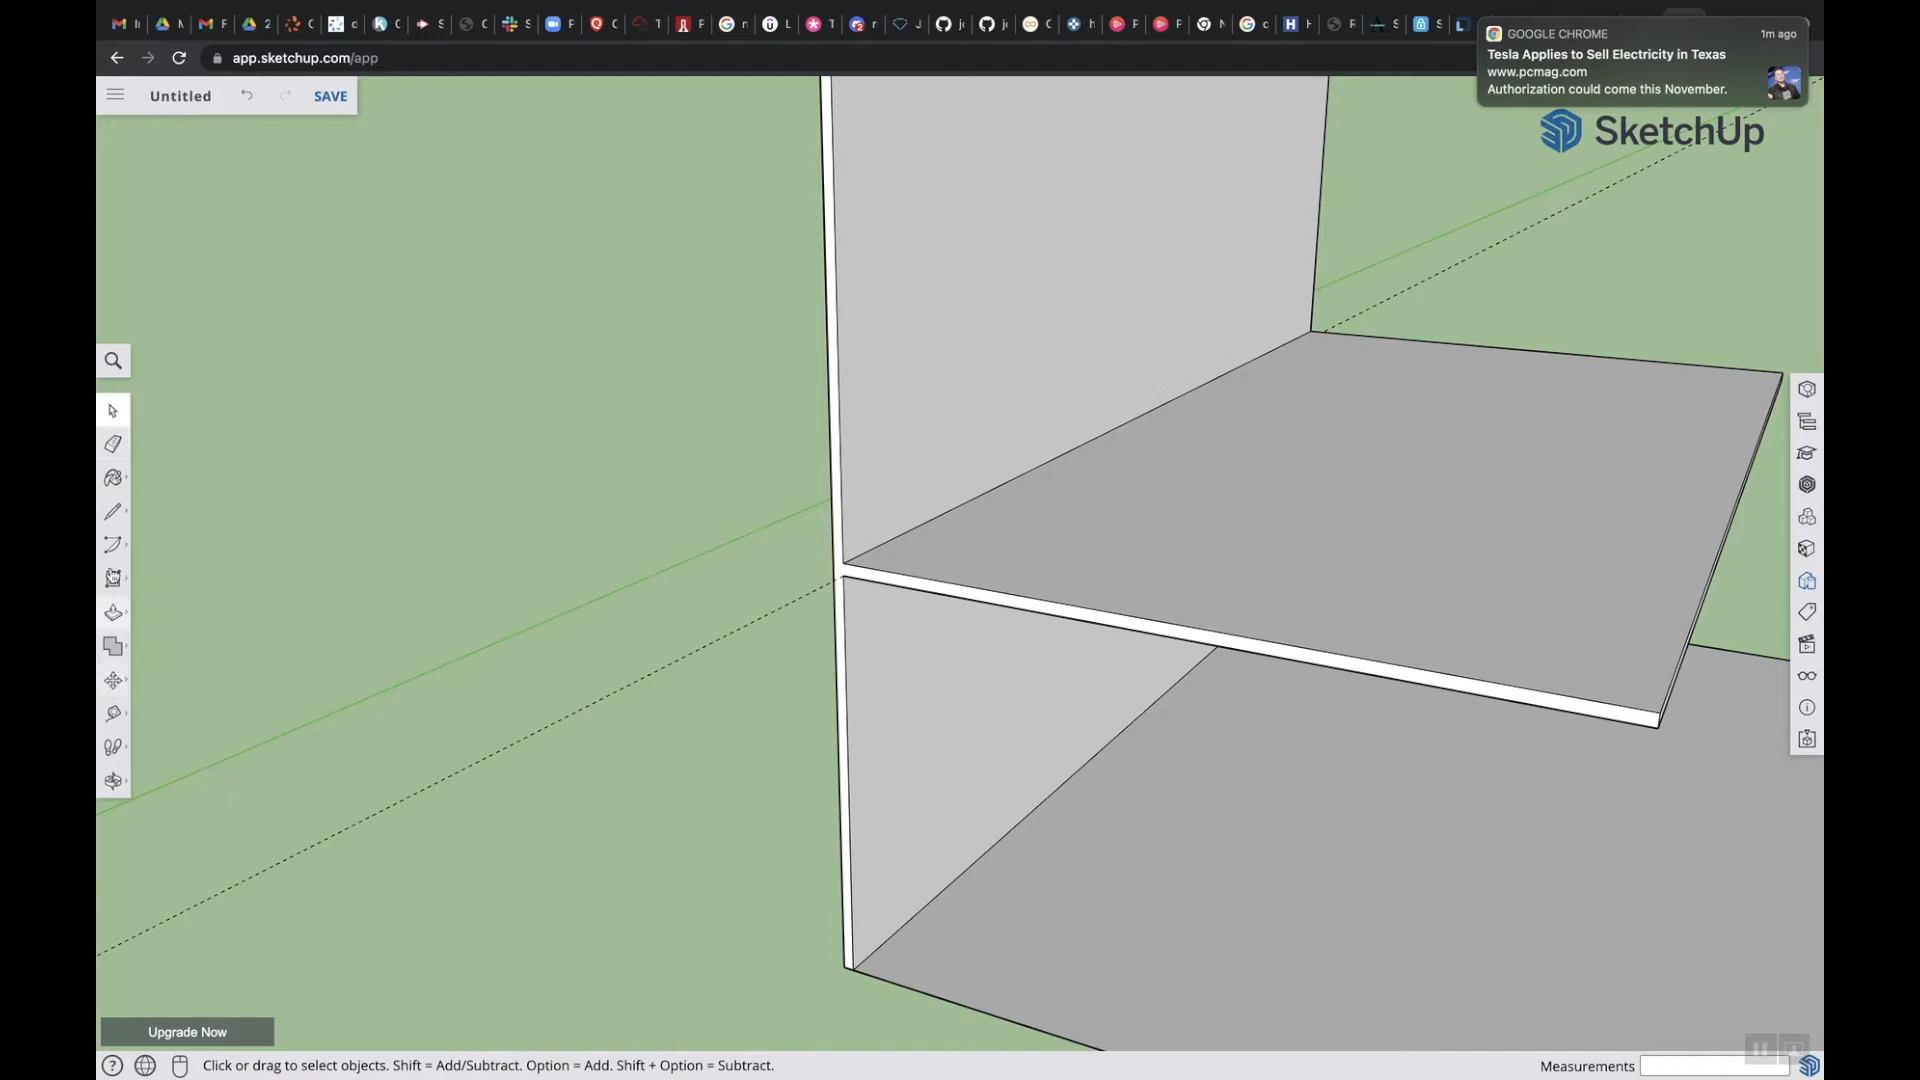 GOOGLE CHROME 1m ago
Tesla Applies to Sell Electricity in Texas
www.pcmag.com
Authorization could come this November.
app.sketchup.com/app
Untitled SAVE
SketchUp
Upgrade Now
Click or drag to select objects. Shift = Add/Subtract. Option = Add. Shift + Option = Subtract.
Measurements